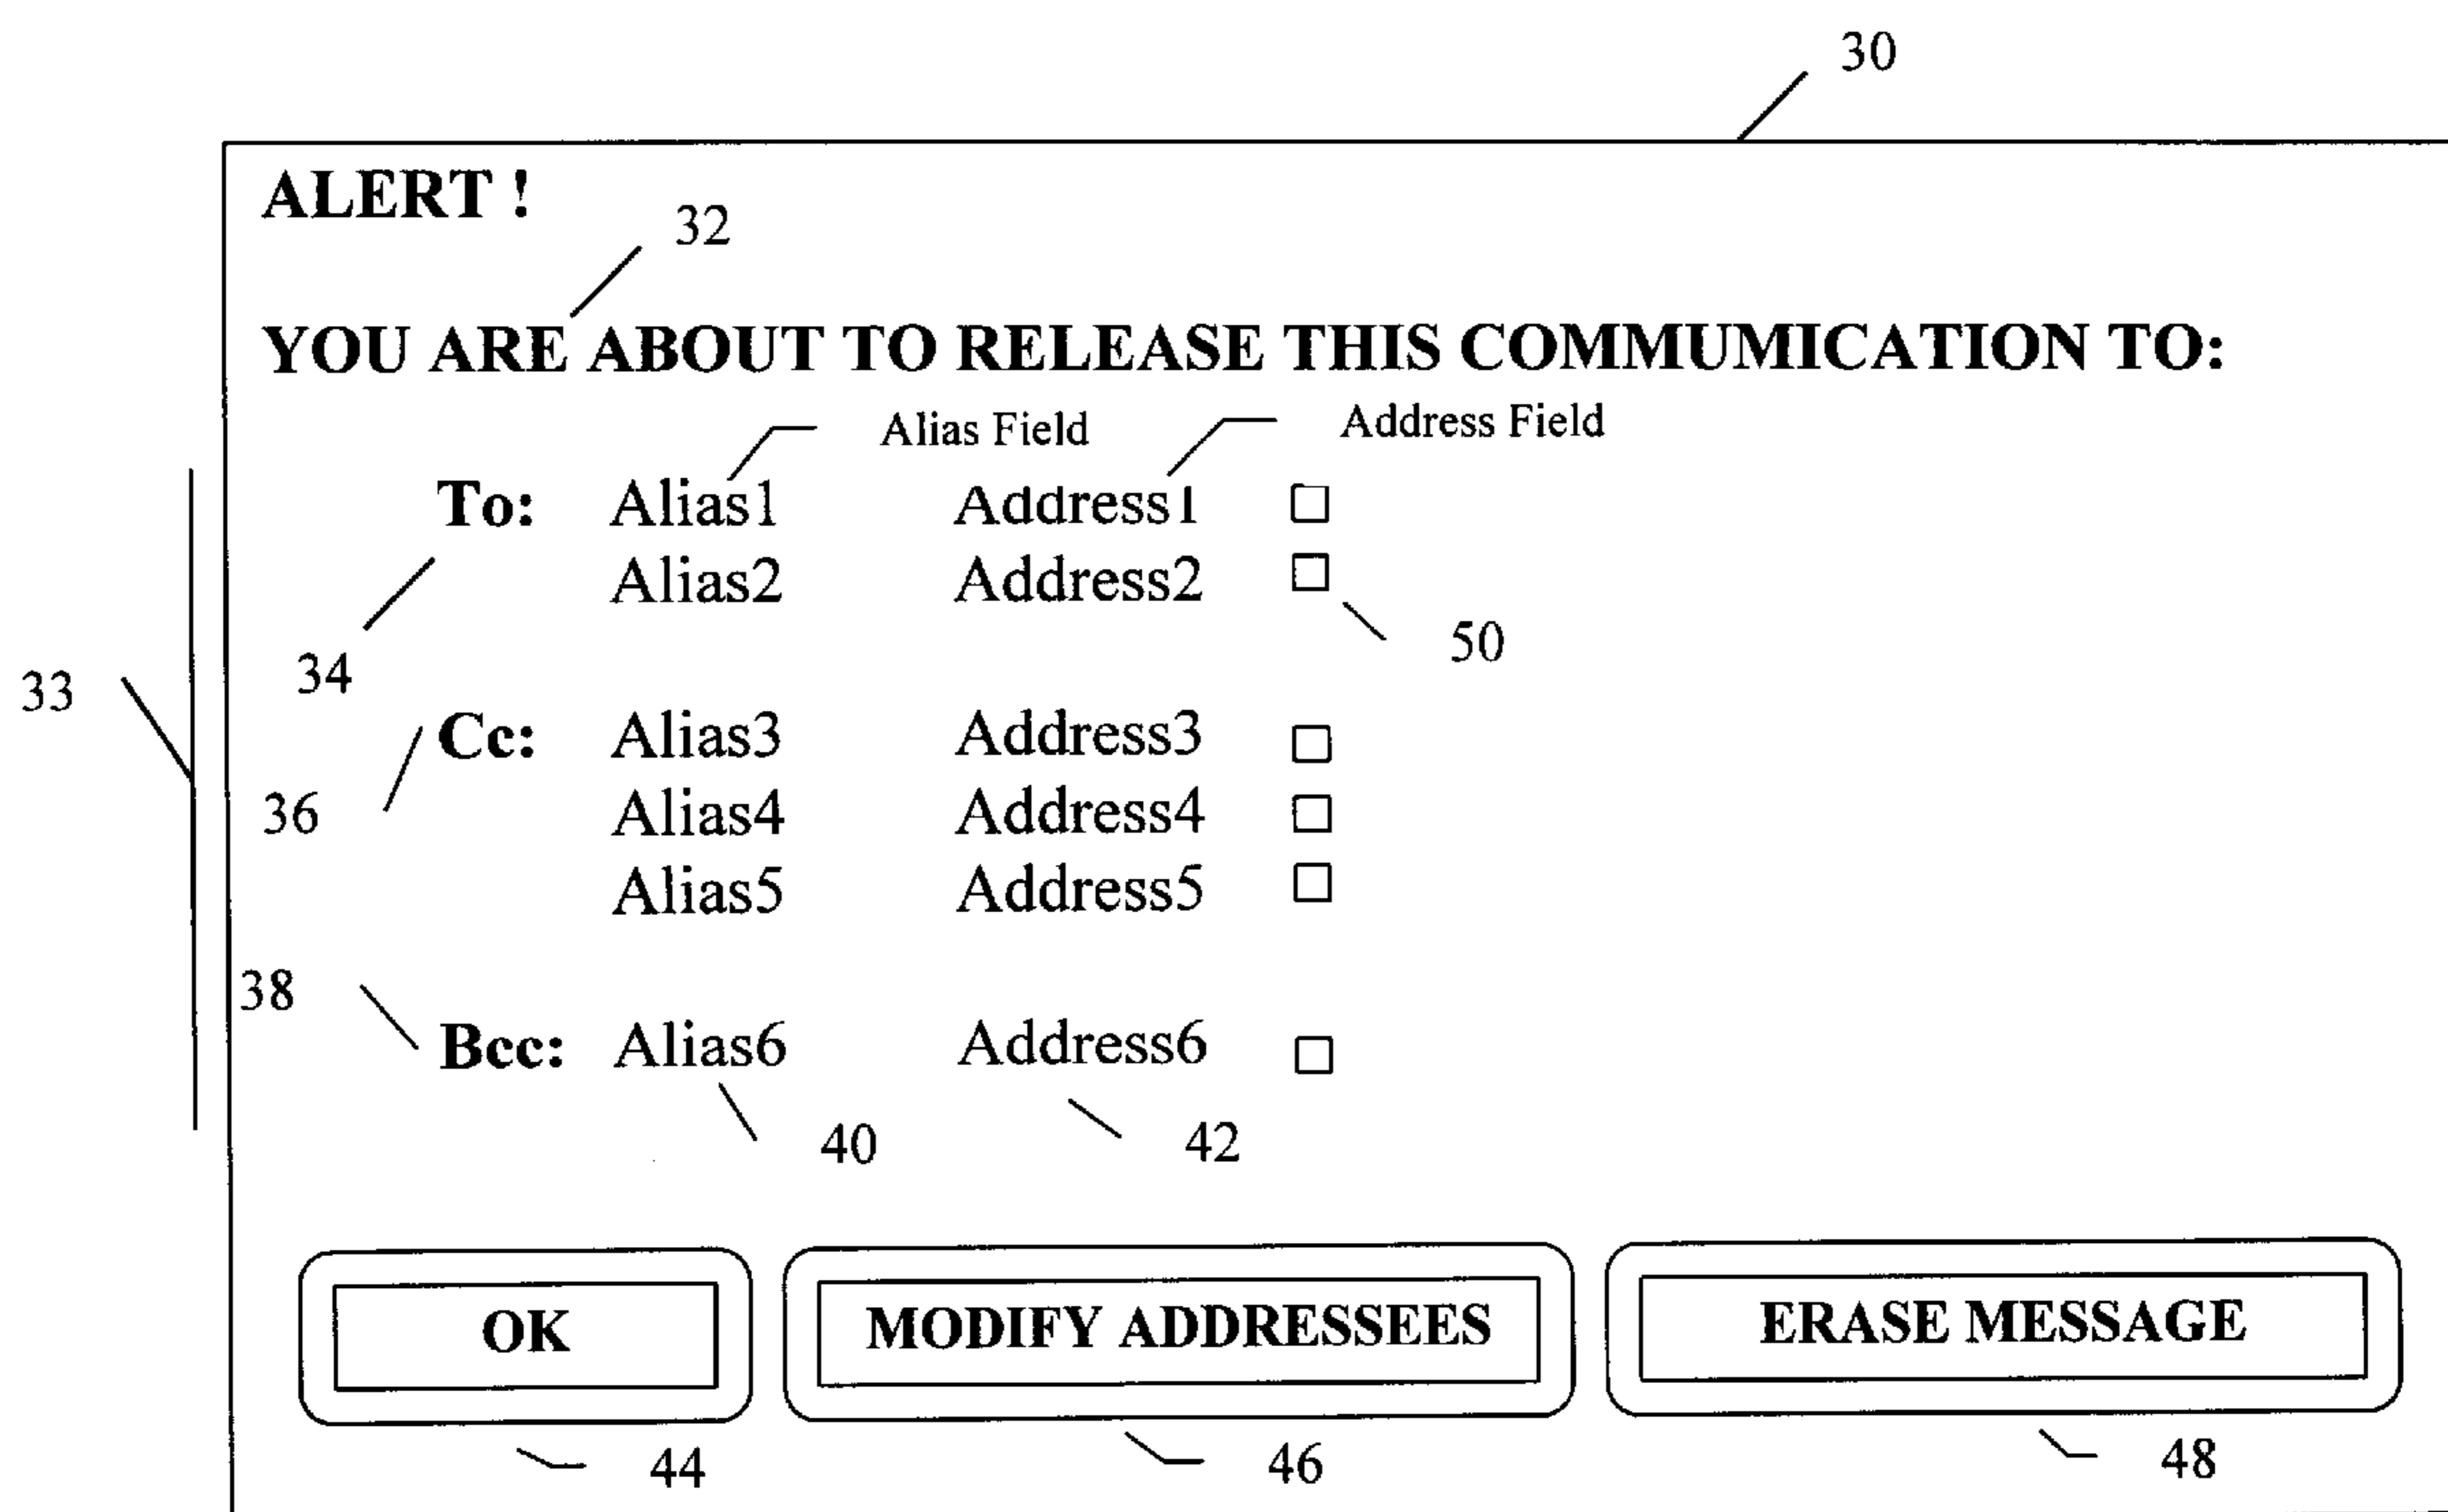 30
ALERT !
32
YOU ARE ABOUT TO RELEASE THIS COMMUMICATION TO:
Alias Field Address Field
To: Alias1 Address1
Alias2 Address2
50
34
33
Cc: Alias3 Address3
36 Alias4 Address4
Alias5 Address5
38
Bcc: Alias6 Address6
40 42
OK MODIFY ADDRESSEES ERASE MESSAGE
44 46 48